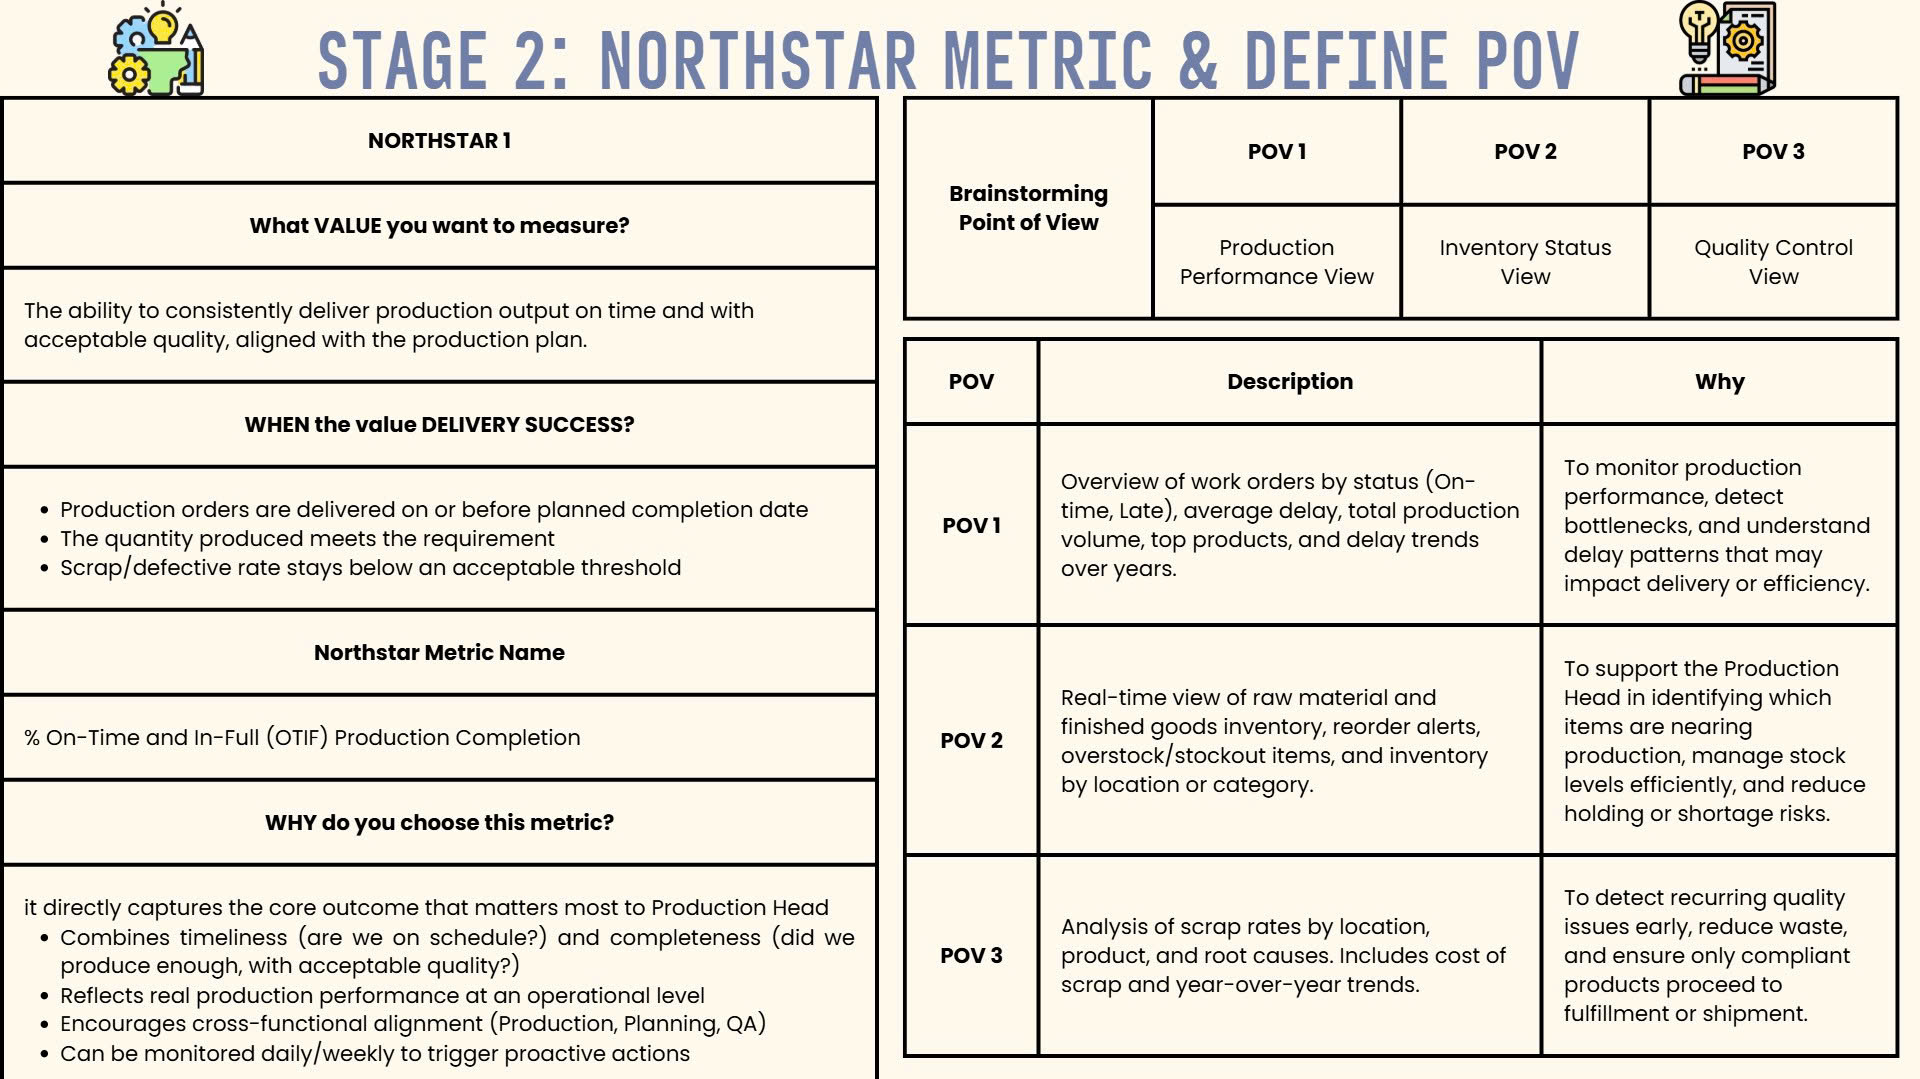 STAGE 2: NORTHSTAR METRIC & DEFINE POV
NORTHSTAR 1
What VALUE you want to measure?
The ability to consistently deliver production output on time and with
acceptable quality, aligned with the production plan.
WHEN the value DELIVERY SUCCESS?
• Production orders are delivered on or before planned completion date
• The quantity produced meets the requirement
• Scrap/defective rate stays below an acceptable threshold
Northstar Metric Name
% On-Time and In-Full (OTIF) Production Completion
WHY do you choose this metric?
it directly captures the core outcome that matters most to Production Head
• Combines timeliness (are we on schedule?) and completeness (did we
produce enough, with acceptable quality?)
• Reflects real production performance at an operational level
• Encourages cross-functional alignment (Production, Planning, QA)
• Can be monitored daily/weekly to trigger proactive actions
Brainstorming
Point of View
POV 1
POV 2
POV 3
Production
Performance View
Inventory Status
View
Quality Control
View
POV
Description
Why
POV 1
Overview of work orders by status (On-
time, Late), average delay, total production
volume, top products, and delay trends
over years.
To monitor production
performance, detect
bottlenecks, and understand
delay patterns that may
impact delivery or efficiency.
POV 2
Real-time view of raw material and
finished goods inventory, reorder alerts,
overstock/stockout items, and inventory
by location or category.
To support the Production
Head in identifying which
items are nearing
production, manage stock
levels efficiently, and reduce
holding or shortage risks.
POV 3
Analysis of scrap rates by location,
product, and root causes. Includes cost of
scrap and year-over-year trends.
To detect recurring quality
issues early, reduce waste,
and ensure only compliant
products proceed to
fulfillment or shipment.